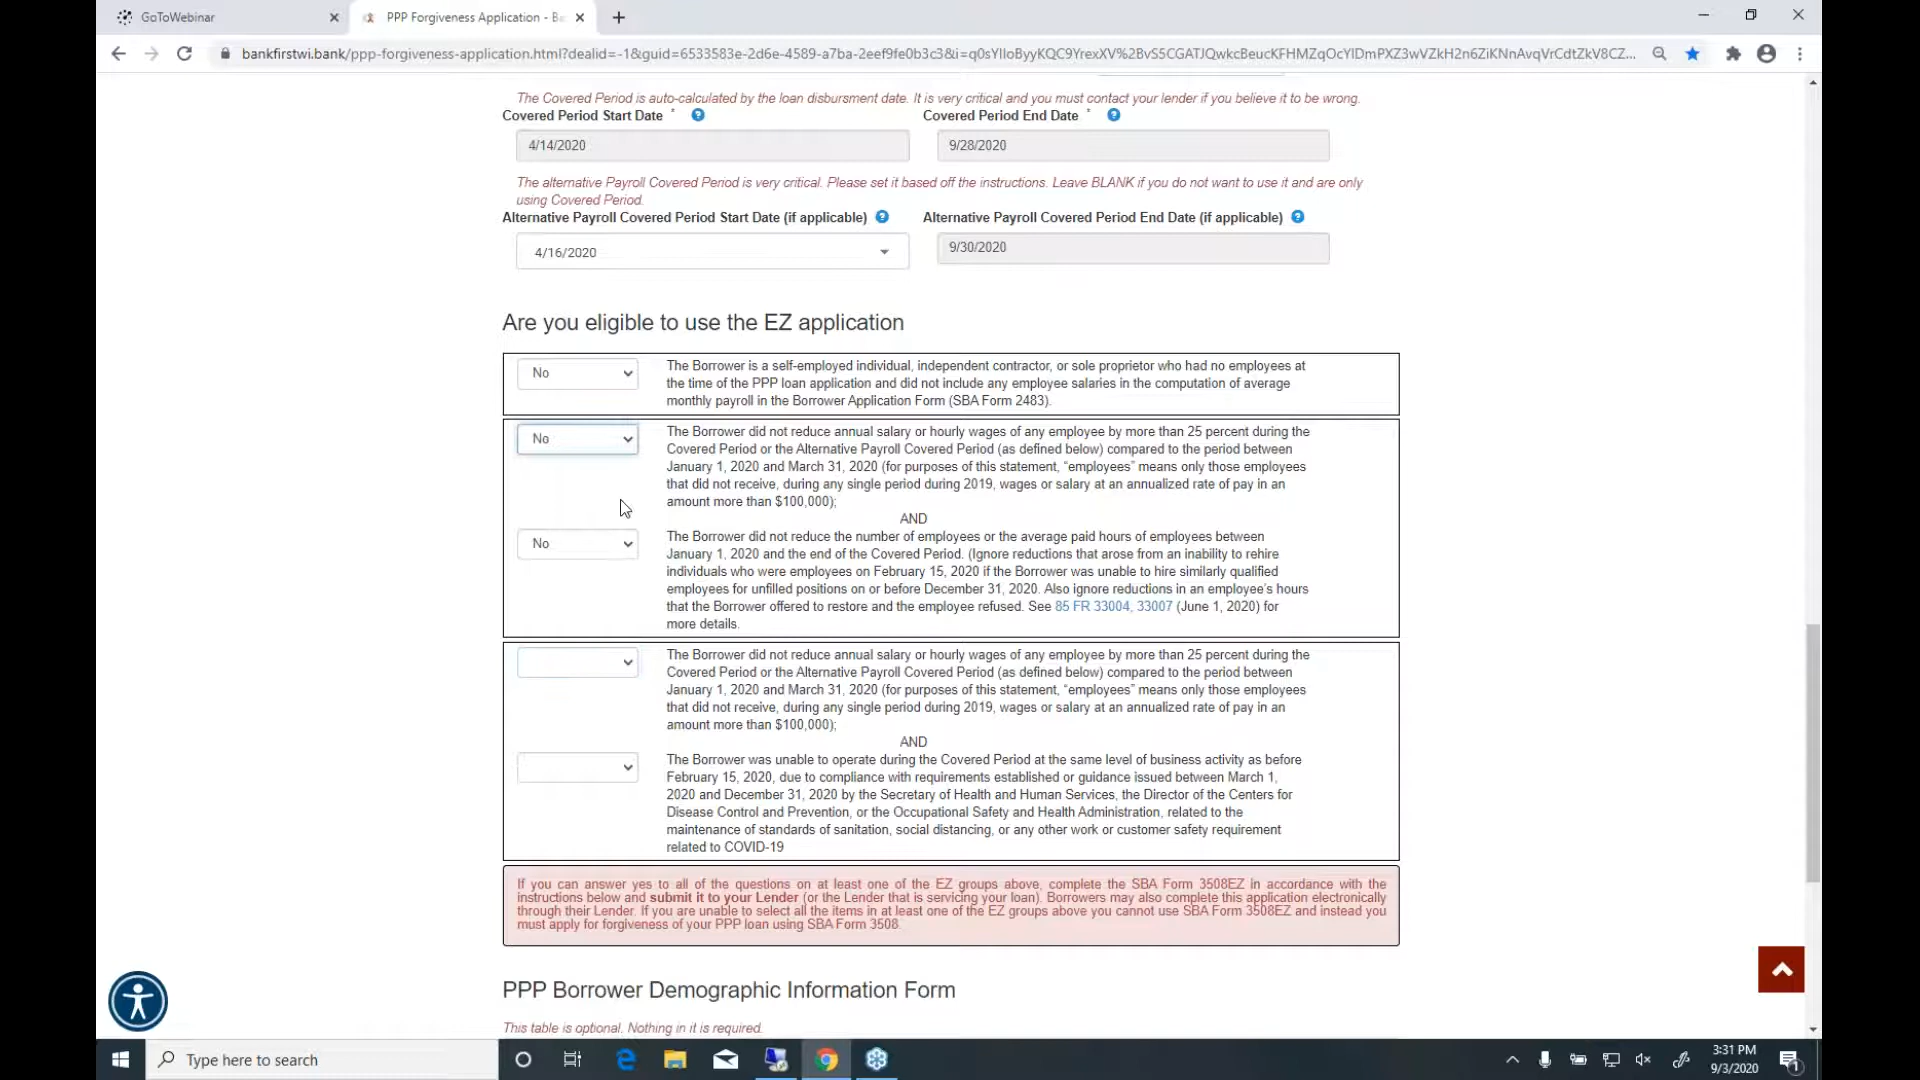 GoToWebinar
PPP Forgiveness Application - Ba
bankfirstwi.bank/ppp-forgiveness-application.html?dealid=-1&guid=6533583e-2d6e-4589-a7ba-2eef9fe0b3c3&i=q0sYlIoByyKQC9YrexXV%2BvS5CGATJQwkcBeucKFHMZqOcYlDmPXZ3wVZkH2n6ZiKNnAvqVrCdtZkV8CZ...
The Covered Period is auto-calculated by the loan disbursment date. It is very critical and you must contact your lender if you believe it to be wrong.
Covered Period Start Date * ? Covered Period End Date * ?
4/14/2020 9/28/2020
The alternative Payroll Covered Period is very critical. Please set it based off the instructions. Leave BLANK if you do not want to use it and are only
using Covered Period.
Alternative Payroll Covered Period Start Date (if applicable) ? Alternative Payroll Covered Period End Date (if applicable) ?
4/16/2020 9/30/2020
Are you eligible to use the EZ application
No The Borrower is a self-employed individual, independent contractor, or sole proprietor who had no employees at
the time of the PPP loan application and did not include any employee salaries in the computation of average
monthly payroll in the Borrower Application Form (SBA Form 2483).
No The Borrower did not reduce annual salary or hourly wages of any employee by more than 25 percent during the
Covered Period or the Alternative Payroll Covered Period (as defined below) compared to the period between
January 1, 2020 and March 31, 2020 (for purposes of this statement, "employees" means only those employees
that did not receive, during any single period during 2019, wages or salary at an annualized rate of pay in an
amount more than $100,000);
AND
The Borrower did not reduce the number of employees or the average paid hours of employees between
No January 1, 2020 and the end of the Covered Period. (Ignore reductions that arose from an inability to rehire
individuals who were employees on February 15, 2020 if the Borrower was unable to hire similarly qualified
employees for unfilled positions on or before December 31, 2020. Also ignore reductions in an employee's hours
that the Borrower offered to restore and the employee refused. See 85 FR 33004, 33007 (June 1, 2020) for
more details.
The Borrower did not reduce annual salary or hourly wages of any employee by more than 25 percent during the
Covered Period or the Alternative Payroll Covered Period (as defined below) compared to the period between
January 1, 2020 and March 31, 2020 (for purposes of this statement, "employees" means only those employees
that did not receive, during any single period during 2019, wages or salary at an annualized rate of pay in an
amount more than $100,000);
AND
The Borrower was unable to operate during the Covered Period at the same level of business activity as before
February 15, 2020, due to compliance with requirements established or guidance issued between March 1,
2020 and December 31, 2020 by the Secretary of Health and Human Services, the Director of the Centers for
Disease Control and Prevention, or the Occupational Safety and Health Administration, related to the
maintenance of standards of sanitation, social distancing, or any other work or customer safety requirement
related to COVID-19
If you can answer yes to all of the questions on at least one of the EZ groups above, complete the SBA Form 3508EZ in accordance with the
instructions below and submit it to your Lender (or the Lender that is servicing your loan). Borrowers may also complete this application electronically
through their Lender. If you are unable to select all the items in at least one of the EZ groups above you cannot use SBA Form 3508EZ and instead you
must apply for forgiveness of your PPP loan using SBA Form 3508.
PPP Borrower Demographic Information Form
This table is optional. Nothing in it is required.
Type here to search
3:31 PM
9/3/2020
1